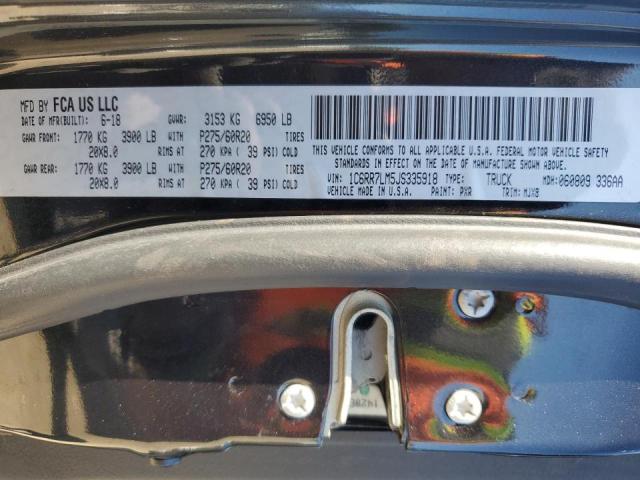 MFD BY FCA US LLC
DATE OF MFR(BUILT): 6-18 GVWR: 3153 KG 6950 LB
GAWR FRONT: 1770 KG 3900 LB WITH P275/60R20 TIRES
20X8.0 RIMS AT 270 KPA ( 39 PSI) COLD
GAWR REAR: 1770 KG 3900 LB WITH P275/60R20 TIRES
20X8.0 RIMS AT 270 KPA ( 39 PSI) COLD
THIS VEHICLE CONFORMS TO ALL APPLICABLE U.S.A. FEDERAL MOTOR VEHICLE SAFETY
STANDARDS IN EFFECT ON THE DATE OF MANUFACTURE SHOWN ABOVE.
VIN: 1C6RR7LM5JS335918 TYPE: TRUCK MDH:060809 336AA
VEHICLE MADE IN U.S.A. PAINT: PXR TRIM: MJX8